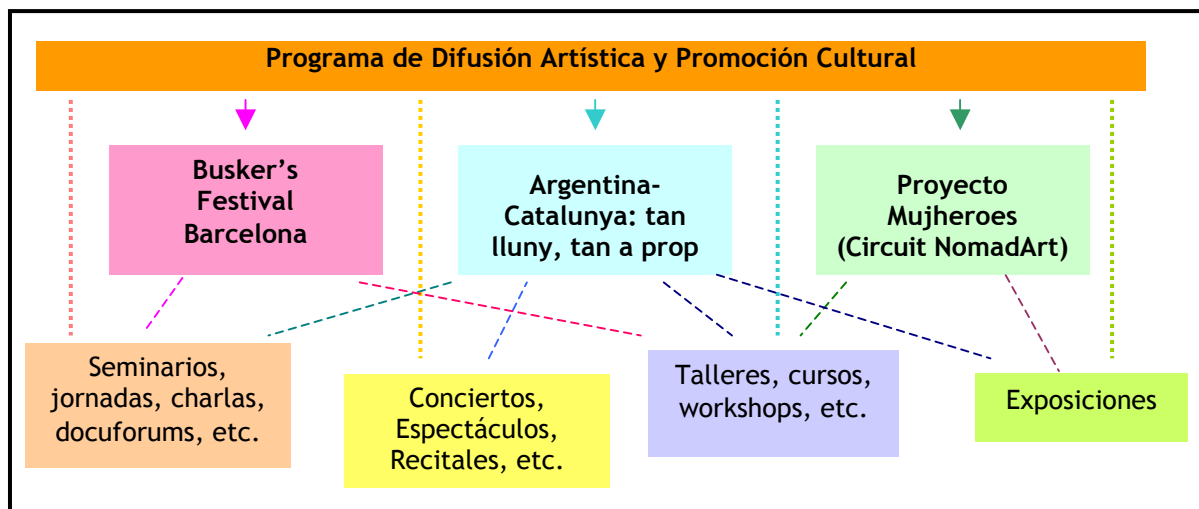 Programa de Difusión Artística y Promoción Cultural
Busker’s
Festival
Barcelona
Argentina-
Catalunya: tan
lluny, tan a prop
Proyecto
Mujheroes
(Circuit NomadArt)
Seminarios,
jornadas, charlas,
docuforums, etc.
Conciertos,
Espectáculos,
Recitales, etc.
Talleres, cursos,
workshops, etc.
Exposiciones